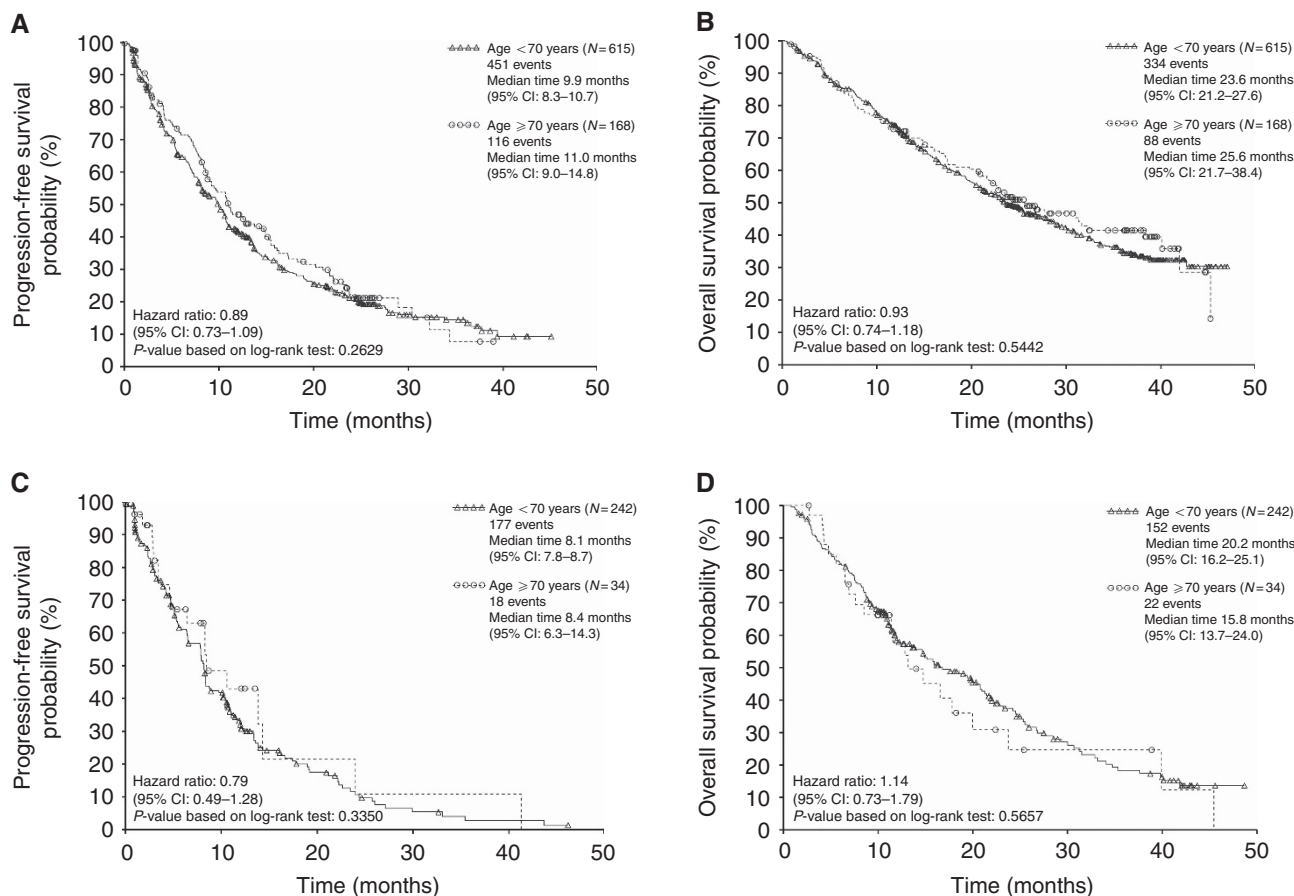 A
Progression-free survival
probability (%)
100
90
80
70
60
50
40
30
20
10
0
Age <70 years (N=615)
451 events
Median time 9.9 months
(95% CI: 8.3–10.7)
Age ⩾70 years (N=168)
116 events
Median time 11.0 months
(95% CI: 9.0–14.8)
Hazard ratio: 0.89
(95% CI: 0.73–1.09)
P-value based on log-rank test: 0.2629
0 10 20 30 40 50
Time (months)
B
Overall survival probability (%)
100
90
80
70
60
50
40
30
20
10
0
Age <70 years (N=615)
334 events
Median time 23.6 months
(95% CI: 21.2–27.6)
Age ⩾70 years (N=168)
88 events
Median time 25.6 months
(95% CI: 21.7–38.4)
Hazard ratio: 0.93
(95% CI: 0.74–1.18)
P-value based on log-rank test: 0.5442
0 10 20 30 40 50
Time (months)
C
Progression-free survival
probability (%)
100
90
80
70
60
50
40
30
20
10
0
Age <70 years (N=242)
177 events
Median time 8.1 months
(95% CI: 7.8–8.7)
Age ⩾70 years (N=34)
18 events
Median time 8.4 months
(95% CI: 6.3–14.3)
Hazard ratio: 0.79
(95% CI: 0.49–1.28)
P-value based on log-rank test: 0.3350
0 10 20 30 40 50
Time (months)
D
Overall survival probability (%)
100
90
80
70
60
50
40
30
20
10
0
Age <70 years (N=242)
152 events
Median time 20.2 months
(95% CI: 16.2–25.1)
Age ⩾70 years (N=34)
22 events
Median time 15.8 months
(95% CI: 13.7–24.0)
Hazard ratio: 1.14
(95% CI: 0.73–1.79)
P-value based on log-rank test: 0.5657
0 10 20 30 40 50
Time (months)